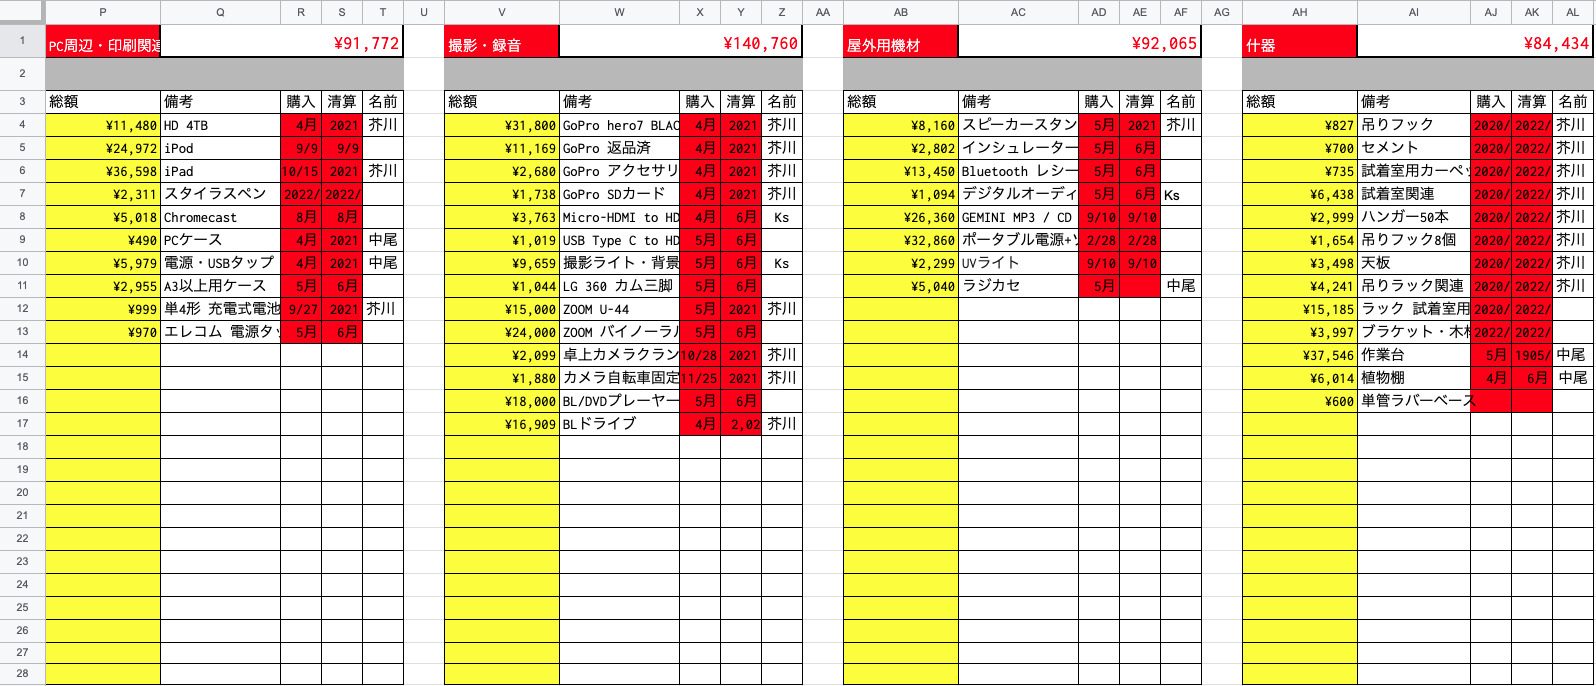 P Q R S T U V W X Y Z AA AB AC AD AE AF AG AH AI AJ AK AL
1 PC周辺・印刷関連 ¥91,772 撮影・録音 ¥140,760 屋外用機材 ¥92,065 什器 ¥84,434
2
3 総額 備考 購入 清算 名前 総額 備考 購入 清算 名前 総額 備考 購入 清算 名前 総額 備考 購入 清算 名前
4 ¥11,480 HD 4TB 4月 2021 芥川 ¥31,800 GoPro hero7 BLAC 4月 2021 芥川 ¥8,160 スピーカースタン 5月 2021 芥川 ¥827 吊りフック 2020/ 2022/ 芥川
5 ¥24,972 iPod 9/9 9/9 ¥11,169 GoPro 返品済 4月 2021 芥川 ¥2,802 インシュレーター 5月 6月 ¥700 セメント 2020/ 2022/ 芥川
6 ¥36,598 iPad 10/15 2021 芥川 ¥2,680 GoPro アクセサリ 4月 2021 芥川 ¥13,450 Bluetooth レシー 5月 6月 ¥735 試着室用カーペッ 2020/ 2022/ 芥川
7 ¥2,311 スタイラスペン 2022/ 2022/ ¥1,738 GoPro SDカード 4月 2021 芥川 ¥1,094 デジタルオーディ 5月 6月 Ks ¥6,438 試着室関連 2020/ 2022/ 芥川
8 ¥5,018 Chromecast 8月 8月 ¥3,763 Micro-HDMI to HD 4月 6月 Ks ¥26,360 GEMINI MP3 / CD 9/10 9/10 ¥2,999 ハンガー50本 2020/ 2022/ 芥川
9 ¥490 PCケース 4月 2021 中尾 ¥1,019 USB Type C to HD 5月 6月 ¥32,860 ポータブル電源+ソ 2/28 2/28 ¥1,654 吊りフック8個 2020/ 2022/ 芥川
10 ¥5,979 電源・USBタップ 4月 2021 中尾 ¥9,659 撮影ライト・背景 5月 6月 Ks ¥2,299 UVライト 9/10 9/10 ¥3,498 天板 2020/ 2022/ 芥川
11 ¥2,955 A3以上用ケース 5月 6月 ¥1,044 LG 360 カム三脚 5月 6月 ¥5,040 ラジカセ 5月 中尾 ¥4,241 吊りラック関連 2020/ 2022/ 芥川
12 ¥999 単4形 充電式電池 9/27 2021 芥川 ¥15,000 ZOOM U-44 5月 2021 芥川 ¥15,185 ラック 試着室用 2020/ 2022/
13 ¥970 エレコム 電源タッ 5月 6月 ¥24,000 ZOOM バイノーラル 5月 6月 ¥3,997 ブラケット・木材 2022/ 2022/
14 ¥2,099 卓上カメラクラン 10/28 2021 芥川 ¥37,546 作業台 5月 1905/ 中尾
15 ¥1,880 カメラ自転車固定 11/25 2021 芥川 ¥6,014 植物棚 4月 6月 中尾
16 ¥18,000 BL/DVDプレーヤー 5月 6月 ¥600 単管ラバーベース
17 ¥16,909 BLドライブ 4月 2,02 芥川
18
19
20
21
22
23
24
25
26
27
28